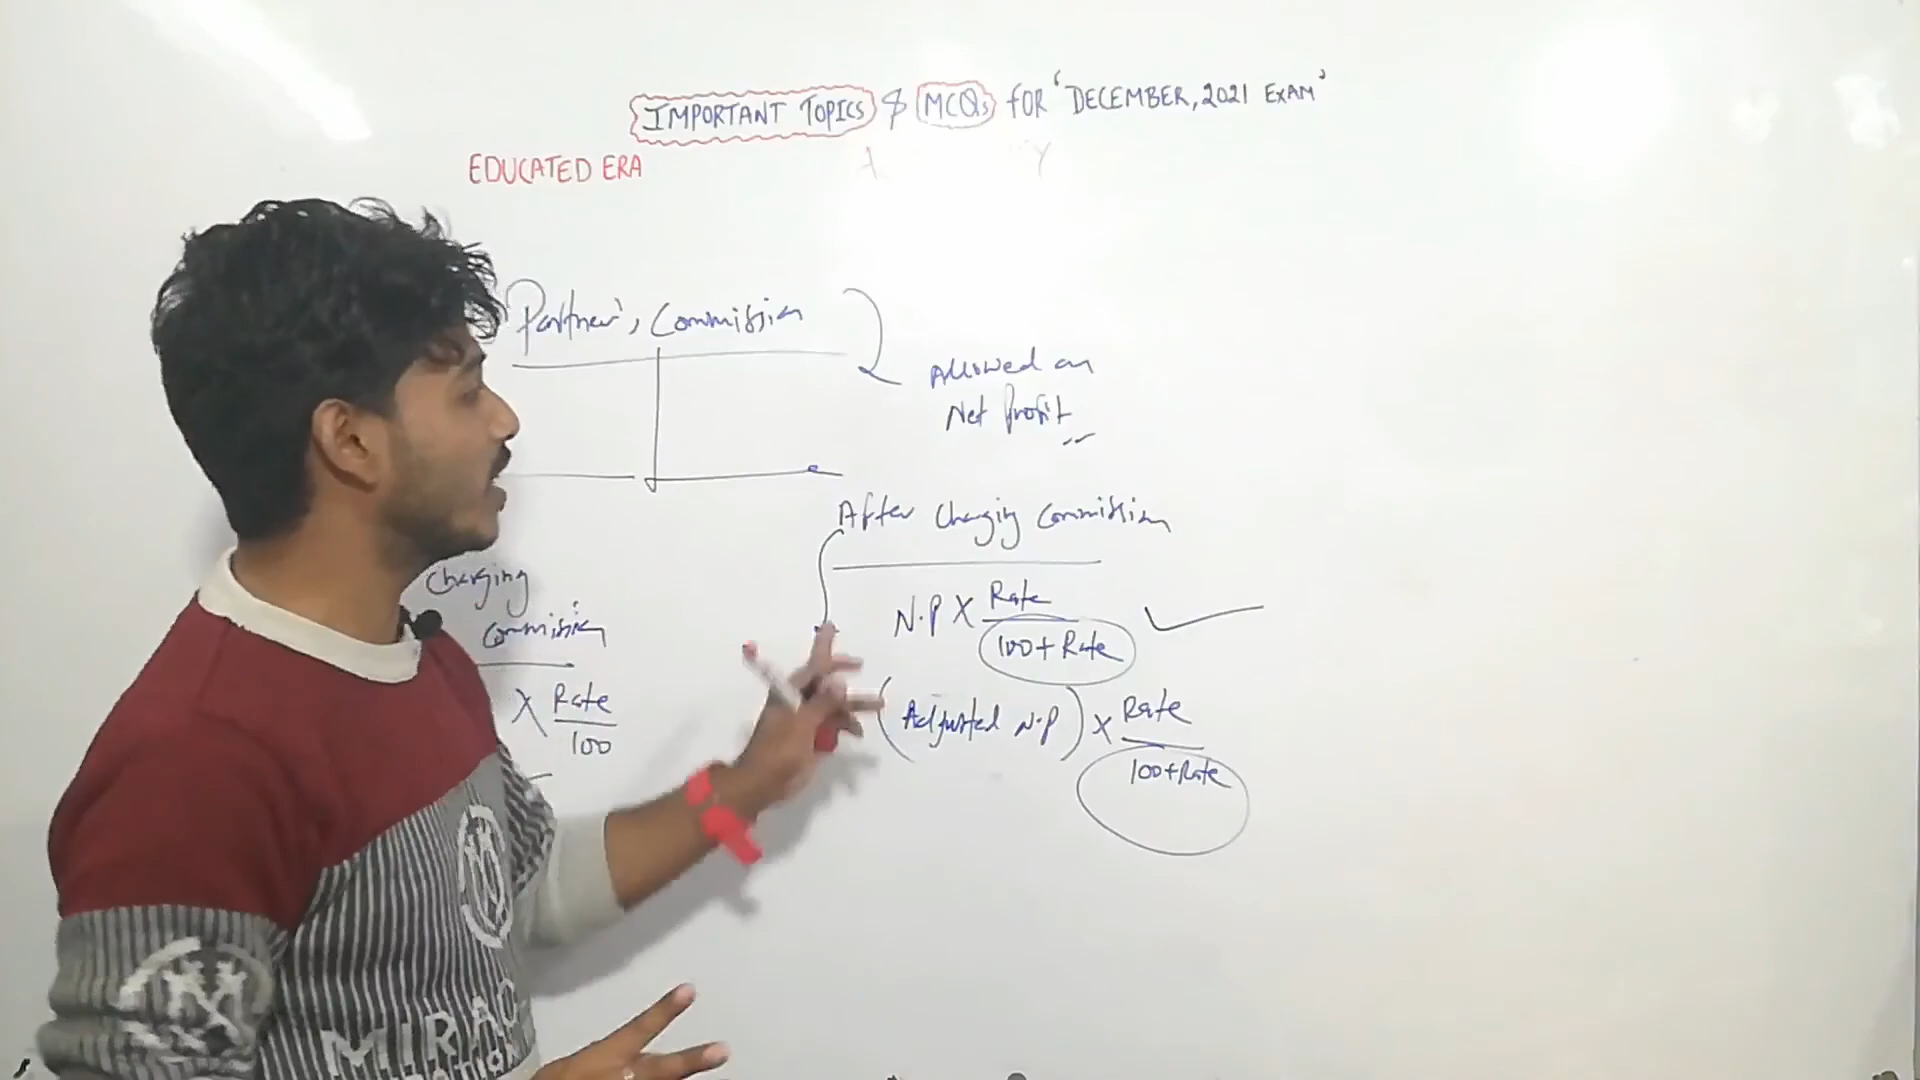 IMPORTANT TOPICS & MCQs FOR 'DECEMBER, 2021 EXAM'
EDUCATED ERA
Partner's Commission
Allowed on
Net Profit
After Charging Commission
N.P X Rate
100+ Rate
(Adjusted N.P) X Rate
100+Rate
Charging
Commission
X Rate
100
MIRAO